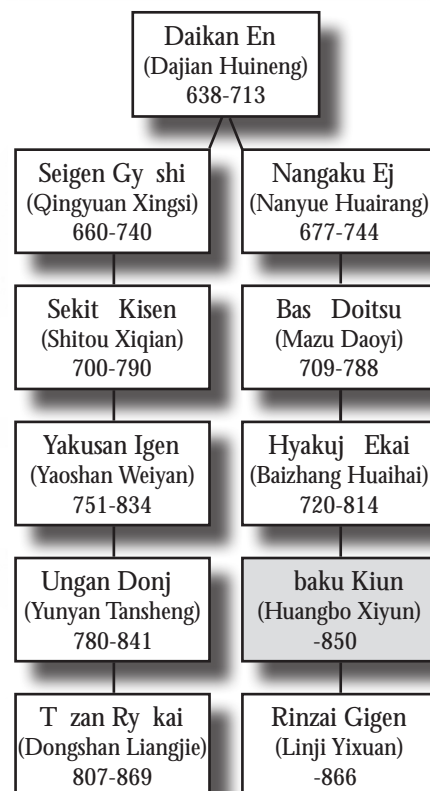 Daikan En
(Dajian Huineng)
638-713
Seigen Gy shi
(Qingyuan Xingsi)
660-740
Nangaku Ej
(Nanyue Huairang)
677-744
Sekit Kisen
(Shitou Xiqian)
700-790
Bas Doitsu
(Mazu Daoyi)
709-788
Yakusan Igen
(Yaoshan Weiyan)
751-834
Hyakuj Ekai
(Baizhang Huaihai)
720-814
Ungan Donj
(Yunyan Tansheng)
780-841
baku Kiun
(Huangbo Xiyun)
-850
T zan Ry kai
(Dongshan Liangjie)
807-869
Rinzai Gigen
(Linji Yixuan)
-866